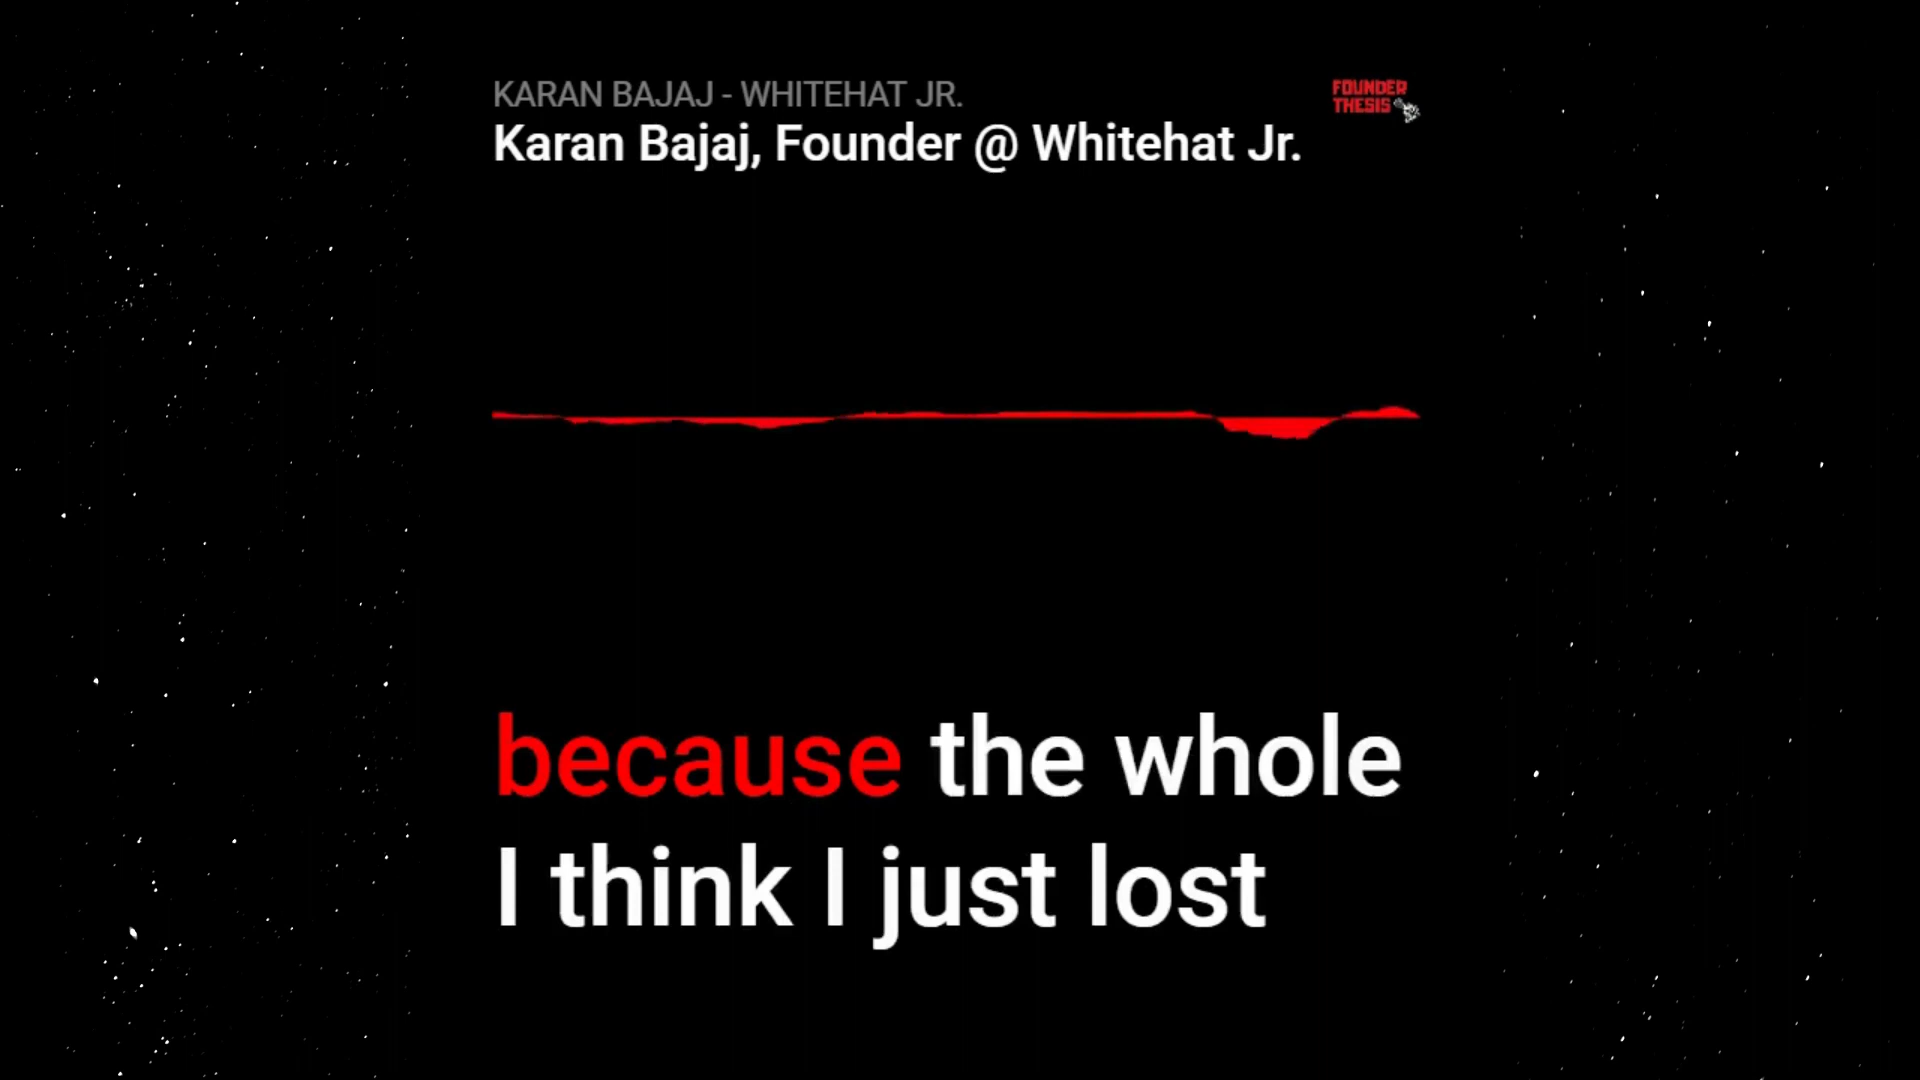 KARAN BAJAJ - WHITEHAT JR.
Karan Bajaj, Founder @ Whitehat Jr.
FOUNDER
THESIS
because the whole
I think I just lost